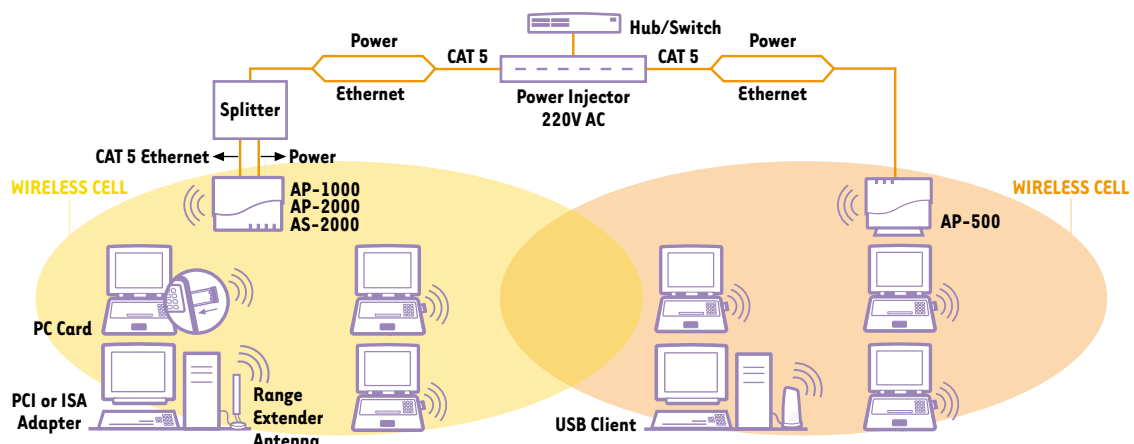 Hub/Switch
Power
CAT 5
CAT 5
Power
Ethernet
Power Injector
220V AC
Ethernet
Splitter
CAT 5 Ethernet
Power
WIRELESS CELL
AP-1000
AP-2000
AS-2000
WIRELESS CELL
AP-500
PC Card
PCI or ISA
Adapter
Range
Extender
Antenna
USB Client